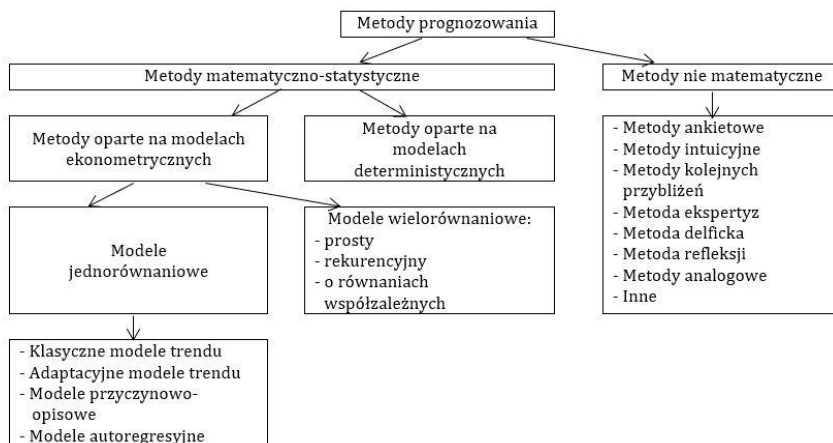 Metody prognozowania
Metody matematyczno-statystyczne
Metody nie matematyczne
Metody oparte na modelach
ekonometrycznych
Metody oparte na
modelach
deterministycznych
- Metody ankietowe
- Metody intuicyjne
- Metody kolejnych
przybliżeń
- Metoda ekspertyz
- Metoda delficka
- Metoda refleksji
- Metody analogowe
- Inne
Modele
jednorównaniowe
Modele wielorównaniowe:
- prosty
- rekurencyjny
- o równaniach
współzależnych
- Klasyczne modele trendu
- Adaptacyjne modele trendu
- Modele przyczynowo-
opisowe
- Modele autoregresyjne